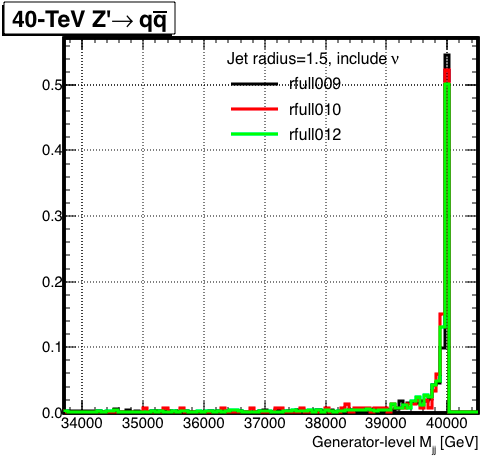 40-TeV Z'→ qq̅
Jet radius=1.5, include ν
rfull009
rfull010
rfull012
0.5
0.4
0.3
0.2
0.1
0.0
34000 35000 36000 37000 38000 39000 40000
Generator-level M_jj [GeV]